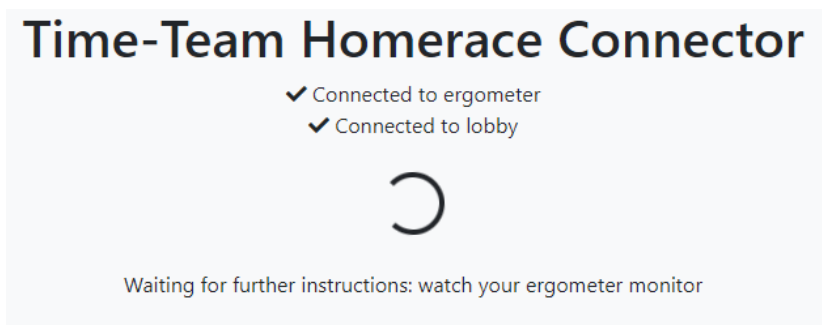 Time-Team Homerace Connector
Connected to ergometer
Connected to lobby
Waiting for further instructions: watch your ergometer monitor